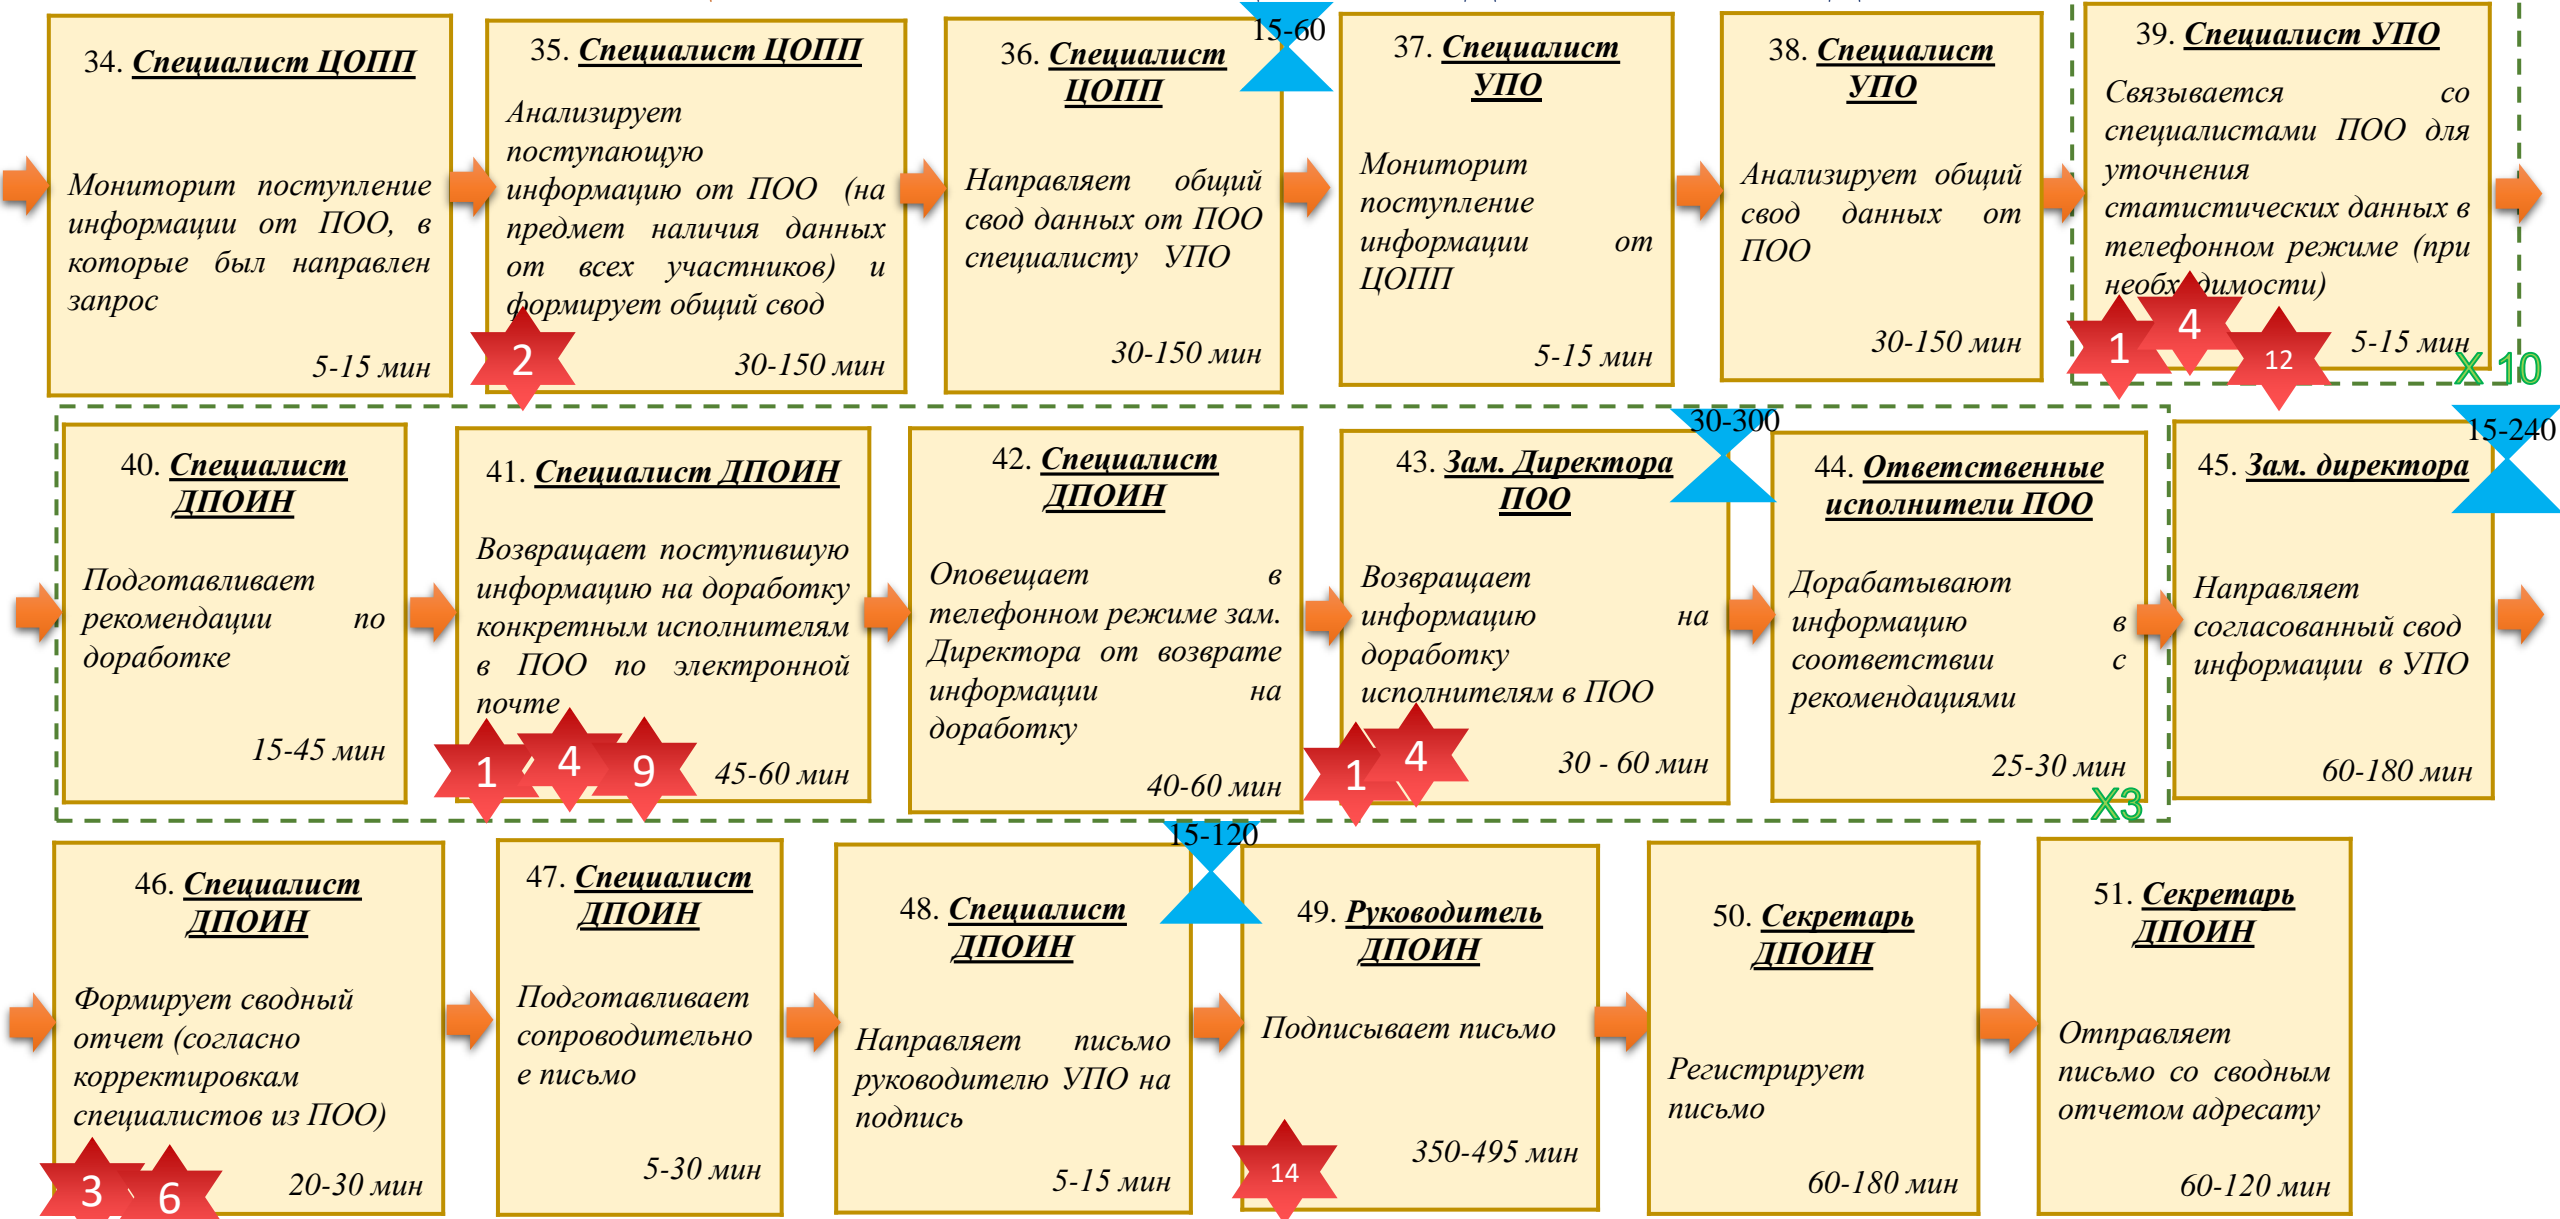 34. Специалист ЦОПП
Мониторит поступление
информации от ПОО, в
которые был направлен
запрос
5-15 мин
35. Специалист ЦОПП
Анализирует
поступающую
информацию от ПОО (на
предмет наличия данных
от всех участников) и
формирует общий свод
2
30-150 мин
36. Специалист
ЦОПП
Направляет общий
свод данных от ПОО
специалисту УПО
30-150 мин
15-60
37. Специалист
УПО
Мониторит
поступление
информации от
ЦОПП
5-15 мин
38. Специалист
УПО
Анализирует общий
свод данных от
ПОО
30-150 мин
39. Специалист УПО
Связывается со
специалистами ПОО для
уточнения
статистических данных в
телефонном режиме (при
необходимости)
1
4
12
5-15 мин
X 10
40. Специалист
ДПОИН
Подготавливает
рекомендации по
доработке
15-45 мин
41. Специалист ДПОИН
Возвращает поступившую
информацию на доработку
конкретным исполнителям
в ПОО по электронной
почте
1
4
9
45-60 мин
42. Специалист
ДПОИН
Оповещает в
телефонном режиме зам.
Директора от возврате
информации на
доработку
40-60 мин
43. Зам. Директора
ПОО
Возвращает
информацию на
доработку
исполнителям в ПОО
1
4
30 - 60 мин
30-300
44. Ответственные
исполнители ПОО
Дорабатывают
информацию в
соответствии с
рекомендациями
25-30 мин
X3
45. Зам. директора
Направляет
согласованный свод
информации в УПО
60-180 мин
15-240
46. Специалист
ДПОИН
Формирует сводный
отчет (согласно
корректировкам
специалистов из ПОО)
3
6
20-30 мин
47. Специалист
ДПОИН
Подготавливает
сопроводительно
е письмо
5-30 мин
48. Специалист
ДПОИН
Направляет письмо
руководителю УПО на
подпись
5-15 мин
15-120
49. Руководитель
ДПОИН
Подписывает письмо
14
350-495 мин
50. Секретарь
ДПОИН
Регистрирует
письмо
60-180 мин
51. Секретарь
ДПОИН
Отправляет
письмо со сводным
отчетом адресату
60-120 мин